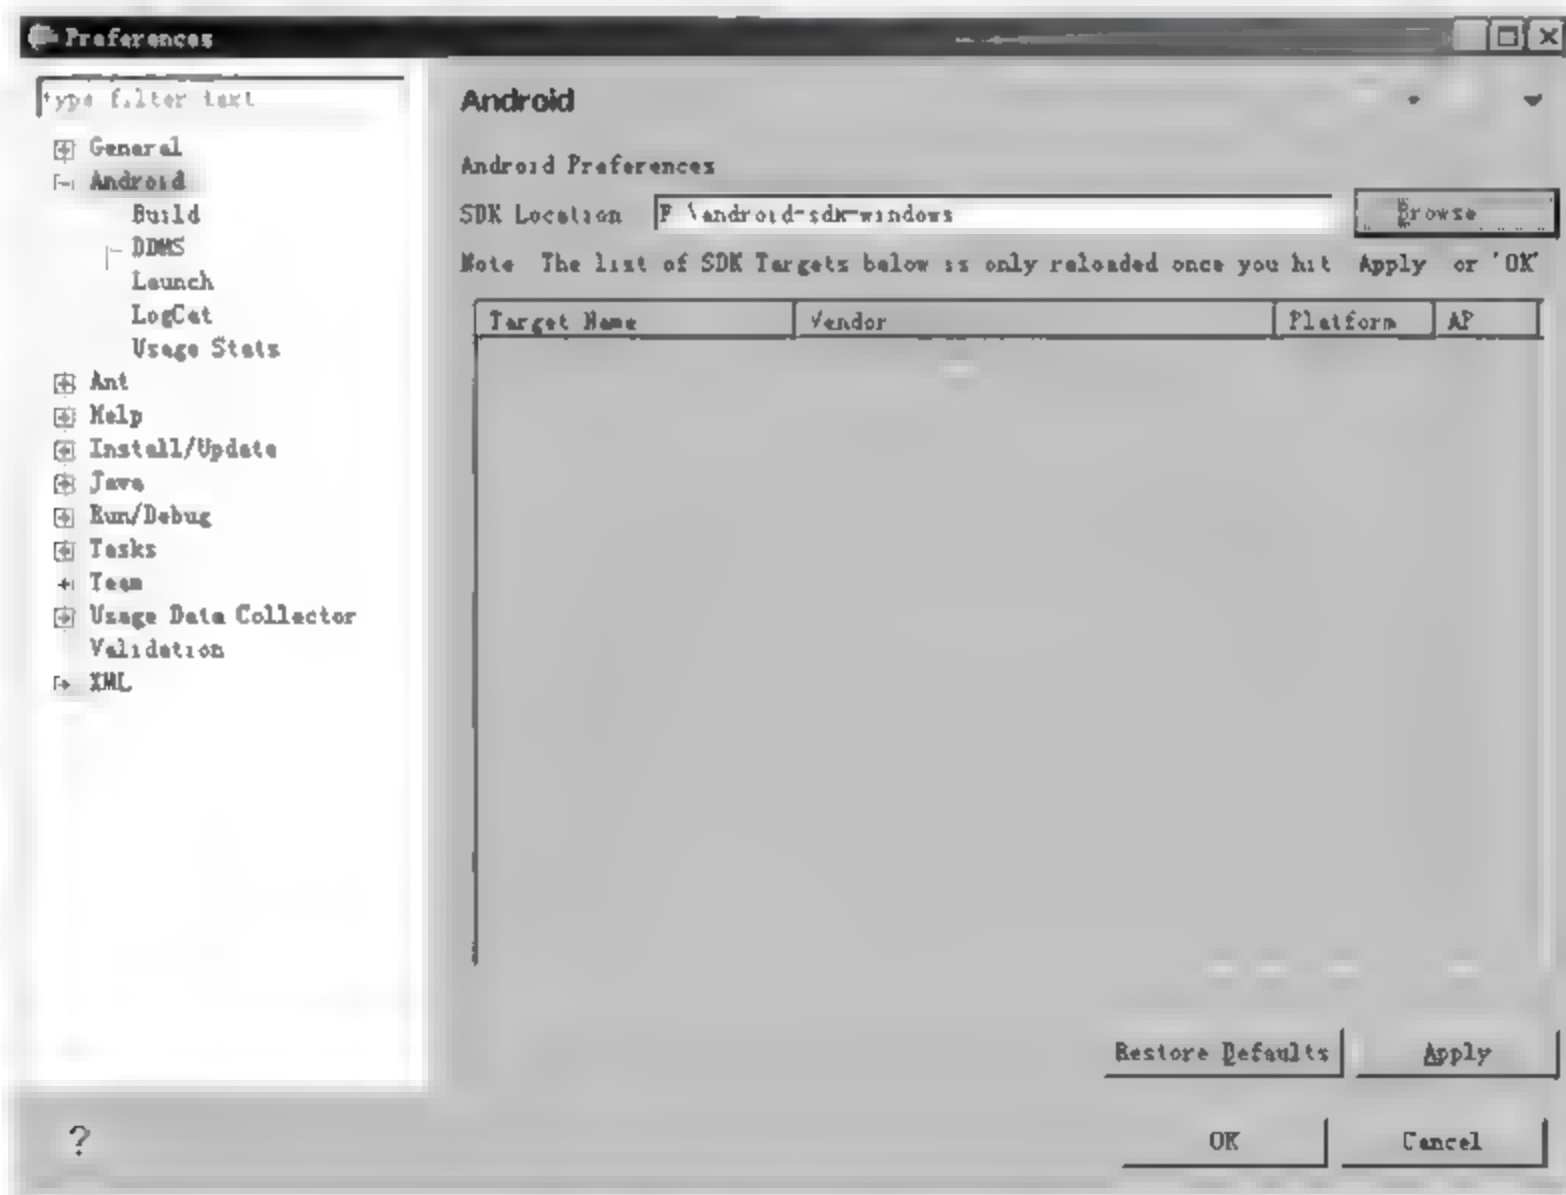 Preferences
type filter text
General
Android
Build
DDMS
Launch
LogCat
Usage Stats
Ant
Help
Install/Update
Java
Run/Debug
Tasks
Team
Usage Data Collector
Validation
XML
Android
Android Preferences
SDK Location F:\android-sdk-windows Browse
Note The list of SDK Targets below is only reloaded once you hit Apply or 'OK'
Target Name Vendor Platform AP
Restore Defaults Apply
? OK Cancel